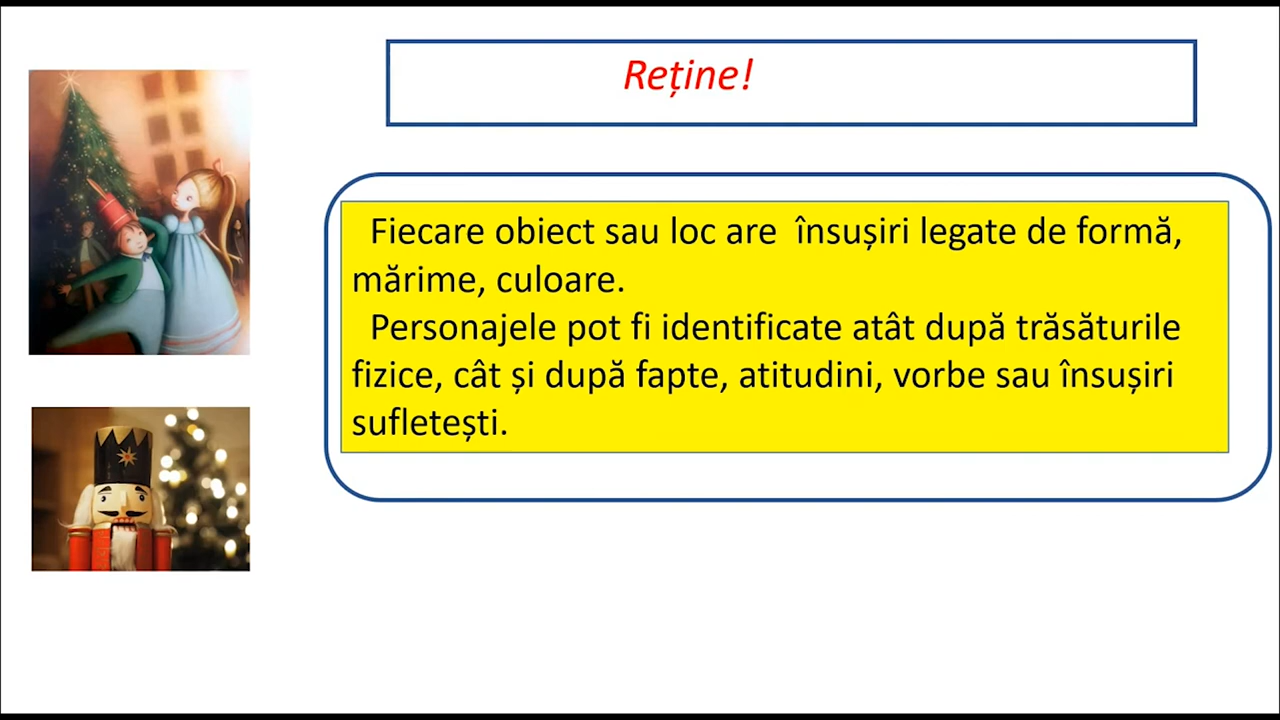 Reține!
Fiecare obiect sau loc are însușiri legate de formă,
mărime, culoare.
Personajele pot fi identificate atât după trăsăturile
fizice, cât și după fapte, atitudini, vorbe sau însușiri
sufletești.